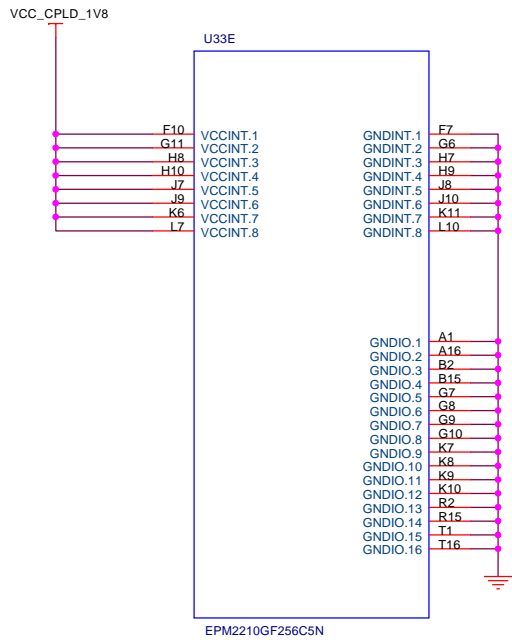 VCC_CPLD_1V8
U33E
F10 VCCINT.1 GNDINT.1 F7
G11 VCCINT.2 GNDINT.2 G6
H8 VCCINT.3 GNDINT.3 H7
H10 VCCINT.4 GNDINT.4 H9
J7 VCCINT.5 GNDINT.5 J8
J9 VCCINT.6 GNDINT.6 J10
K6 VCCINT.7 GNDINT.7 K11
L7 VCCINT.8 GNDINT.8 L10
GNDIO.1 A1
GNDIO.2 A16
GNDIO.3 B2
GNDIO.4 B15
GNDIO.5 G7
GNDIO.6 G8
GNDIO.7 G9
GNDIO.8 G10
GNDIO.9 K7
GNDIO.10 K8
GNDIO.11 K9
GNDIO.12 K10
GNDIO.13 R2
GNDIO.14 R15
GNDIO.15 T1
GNDIO.16 T16
EPM2210GF256C5N